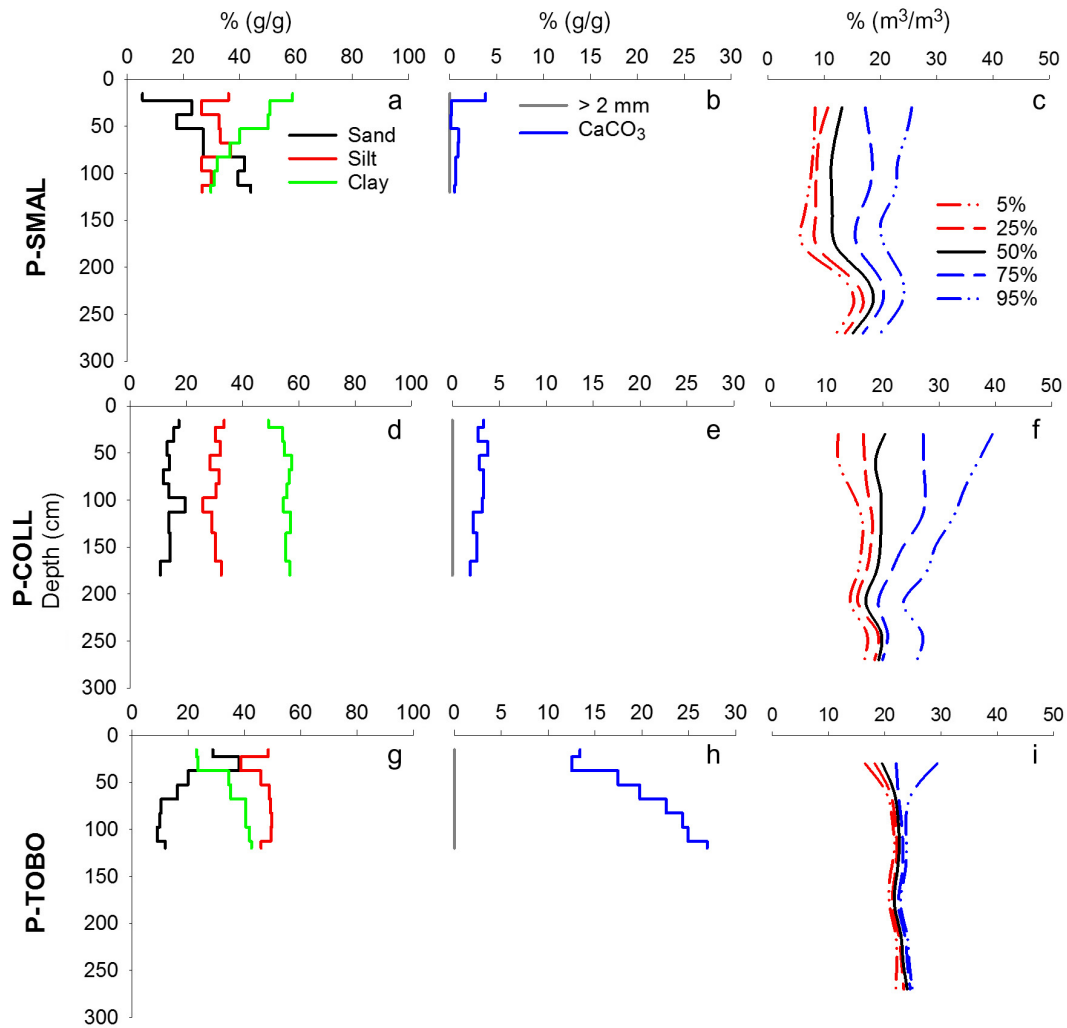 % (g/g) % (g/g) % (m³/m³)
0 20 40 60 80 100 0 5 10 15 20 25 30 0 10 20 30 40 50
0
50
100
150
200
250
300
P-SMAL
a
Sand
Silt
Clay
b
> 2 mm
CaCO₃
c
5%
25%
50%
75%
95%
0 20 40 60 80 100 0 5 10 15 20 25 30 0 10 20 30 40 50
0
50
100
150
200
250
300
P-COLL
Depth (cm)
d
e
f
0 20 40 60 80 100 0 5 10 15 20 25 30 0 10 20 30 40 50
0
50
100
150
200
250
300
P-TOBO
g
h
i